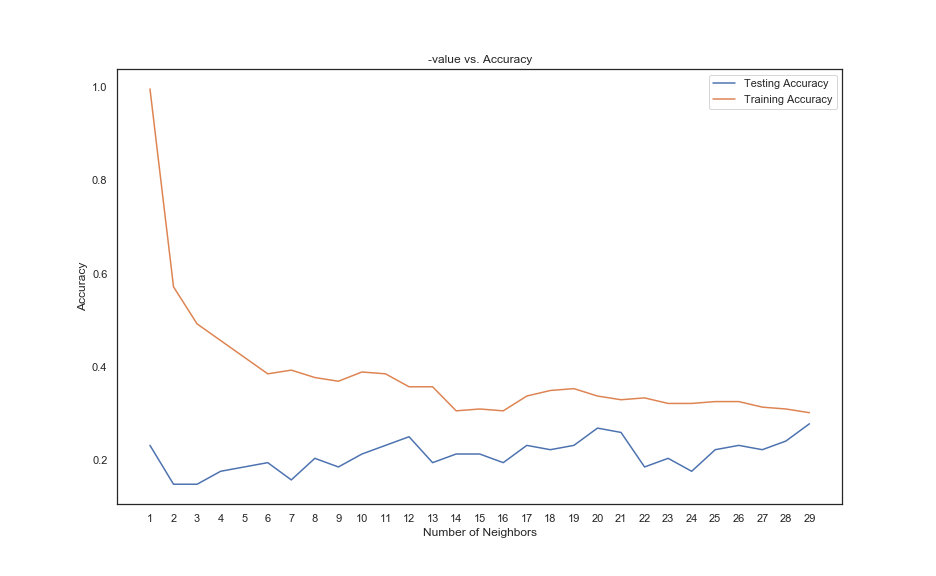 -value vs. Accuracy
Testing Accuracy
Training Accuracy
1.0
0.8
0.6
0.4
0.2
Accuracy
1 2 3 4 5 6 7 8 9 10 11 12 13 14 15 16 17 18 19 20 21 22 23 24 25 26 27 28 29
Number of Neighbors